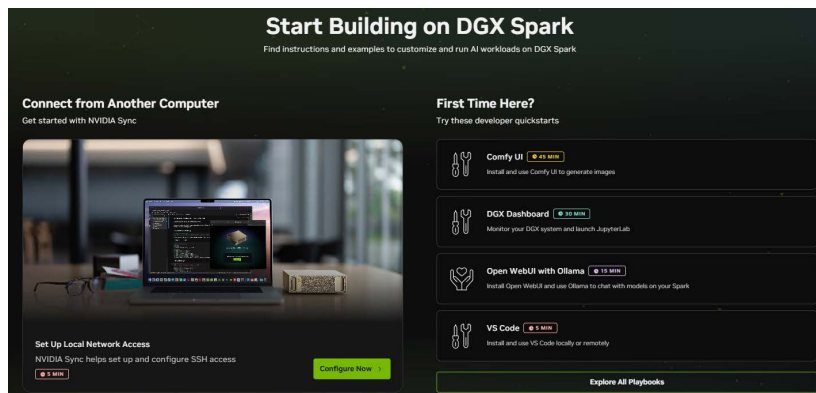 Start Building on DGX Spark
Find instructions and examples to customize and run AI workloads on DGX Spark
Connect from Another Computer
Get started with NVIDIA Sync
Set Up Local Network Access
NVIDIA Sync helps set up and configure SSH access
5 MIN
Configure Now >
First Time Here?
Try these developer quickstarts
Comfy UI 45 MIN
Install and use Comfy UI to generate images
DGX Dashboard 30 MIN
Monitor your DGX system and launch JupyterLab
Open WebUI with Ollama 15 MIN
Install Open WebUI and use Ollama to chat with models on your Spark
VS Code 5 MIN
Install and use VS Code locally or remotely
Explore All Playbooks